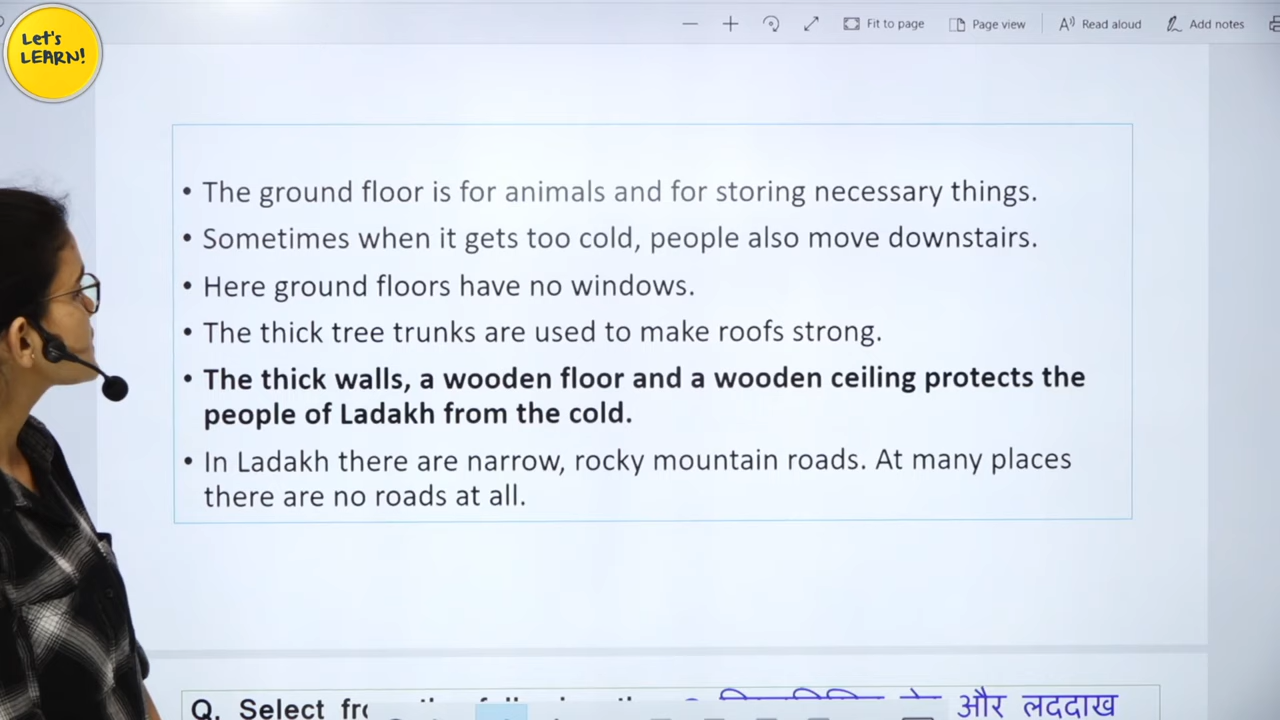 Let's
LEARN!
Fit to page
Page view
Read aloud
Add notes
• The ground floor is for animals and for storing necessary things.
• Sometimes when it gets too cold, people also move downstairs.
• Here ground floors have no windows.
• The thick tree trunks are used to make roofs strong.
• The thick walls, a wooden floor and a wooden ceiling protects the
people of Ladakh from the cold.
• In Ladakh there are narrow, rocky mountain roads. At many places
there are no roads at all.
Q. Select और लददाख